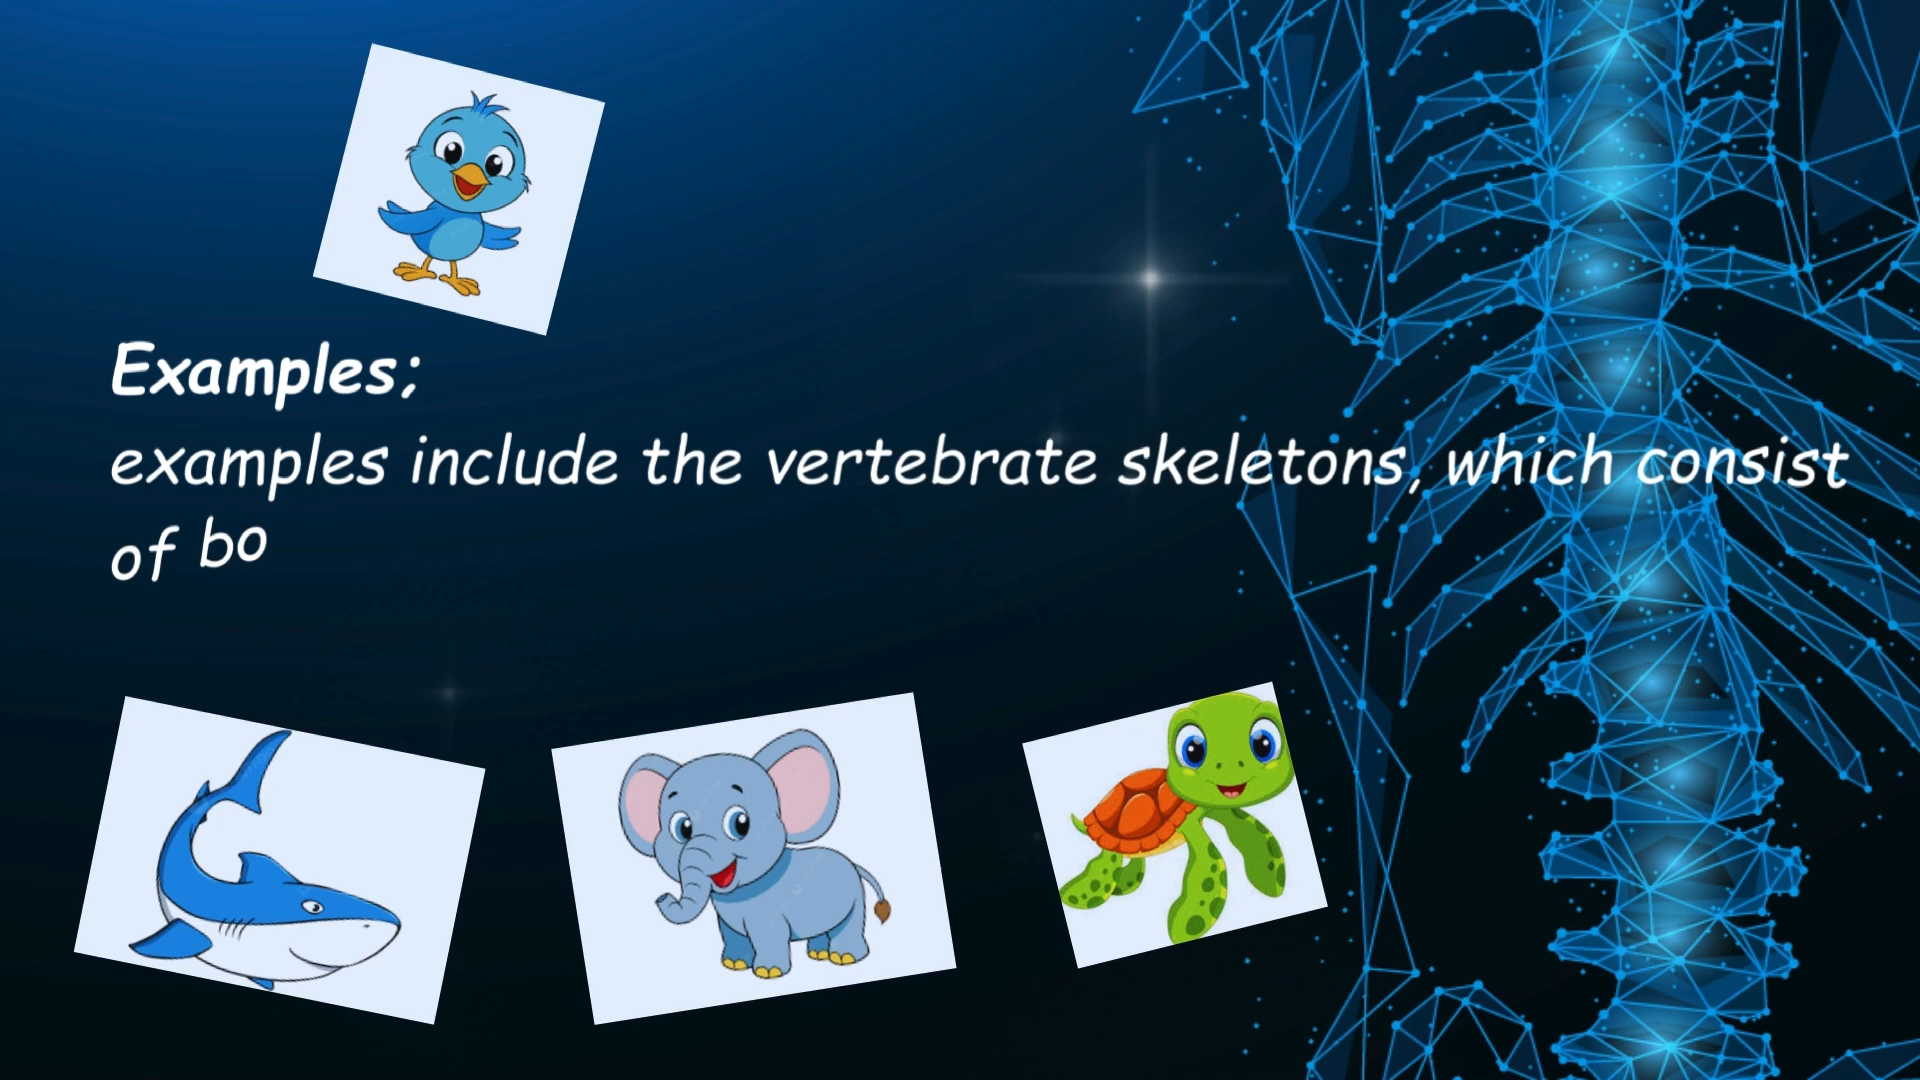 Examples;
examples include the vertebrate skeletons, which consist
of bo